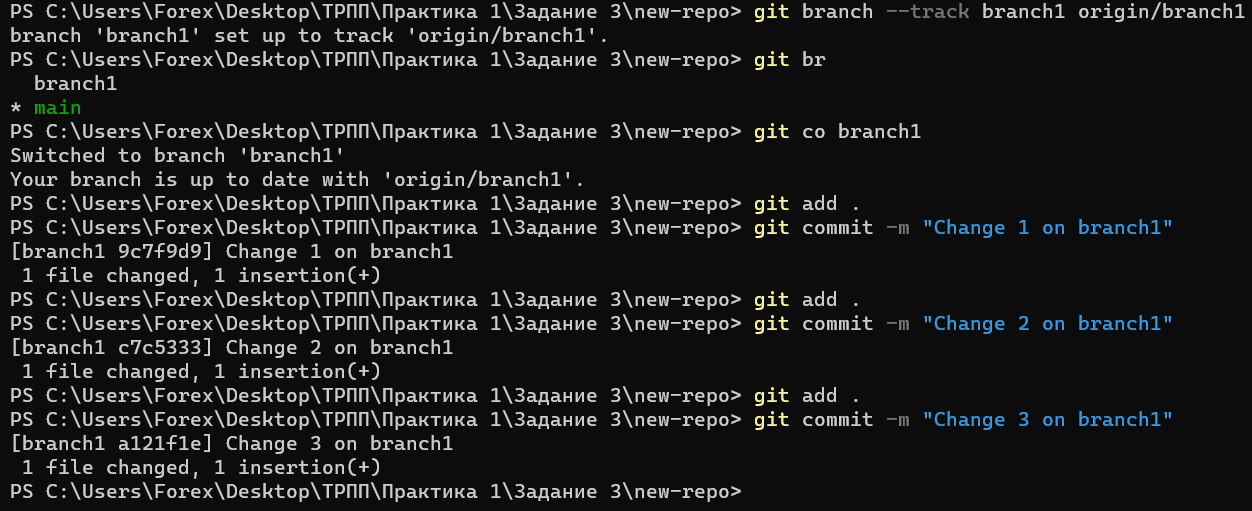 PS C:\Users\Forex\Desktop\ТРПП\Практика 1\Задание 3\new-repo> git branch --track branch1 origin/branch1
branch 'branch1' set up to track 'origin/branch1'.
PS C:\Users\Forex\Desktop\ТРПП\Практика 1\Задание 3\new-repo> git br
  branch1
* main
PS C:\Users\Forex\Desktop\ТРПП\Практика 1\Задание 3\new-repo> git co branch1
Switched to branch 'branch1'
Your branch is up to date with 'origin/branch1'.
PS C:\Users\Forex\Desktop\ТРПП\Практика 1\Задание 3\new-repo> git add .
PS C:\Users\Forex\Desktop\ТРПП\Практика 1\Задание 3\new-repo> git commit -m "Change 1 on branch1"
[branch1 9c7f9d9] Change 1 on branch1
 1 file changed, 1 insertion(+)
PS C:\Users\Forex\Desktop\ТРПП\Практика 1\Задание 3\new-repo> git add .
PS C:\Users\Forex\Desktop\ТРПП\Практика 1\Задание 3\new-repo> git commit -m "Change 2 on branch1"
[branch1 c7c5333] Change 2 on branch1
 1 file changed, 1 insertion(+)
PS C:\Users\Forex\Desktop\ТРПП\Практика 1\Задание 3\new-repo> git add .
PS C:\Users\Forex\Desktop\ТРПП\Практика 1\Задание 3\new-repo> git commit -m "Change 3 on branch1"
[branch1 a121f1e] Change 3 on branch1
 1 file changed, 1 insertion(+)
PS C:\Users\Forex\Desktop\ТРПП\Практика 1\Задание 3\new-repo>